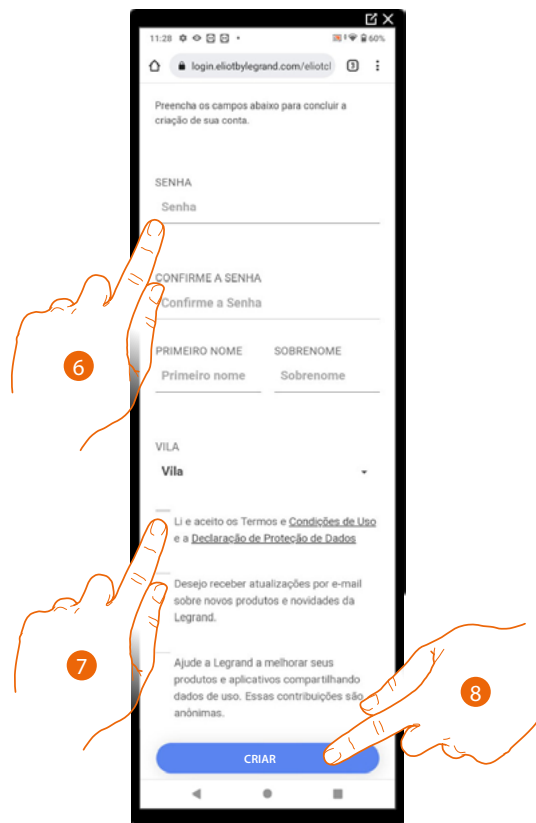 11:28
60%
login.eliotbylegrand.com/eliotcl
3
Preencha os campos abaixo para concluir a
criação de sua conta.
SENHA
Senha
CONFIRME A SENHA
Confirme a Senha
6
PRIMEIRO NOME SOBRENOME
Primeiro nome Sobrenome
VILA
Vila
Li e aceito os Termos e Condições de Uso
e a Declaração de Proteção de Dados
Desejo receber atualizações por e-mail
sobre novos produtos e novidades da
Legrand.
7
Ajude a Legrand a melhorar seus
produtos e aplicativos compartilhando
dados de uso. Essas contribuições são
anônimas.
8
CRIAR